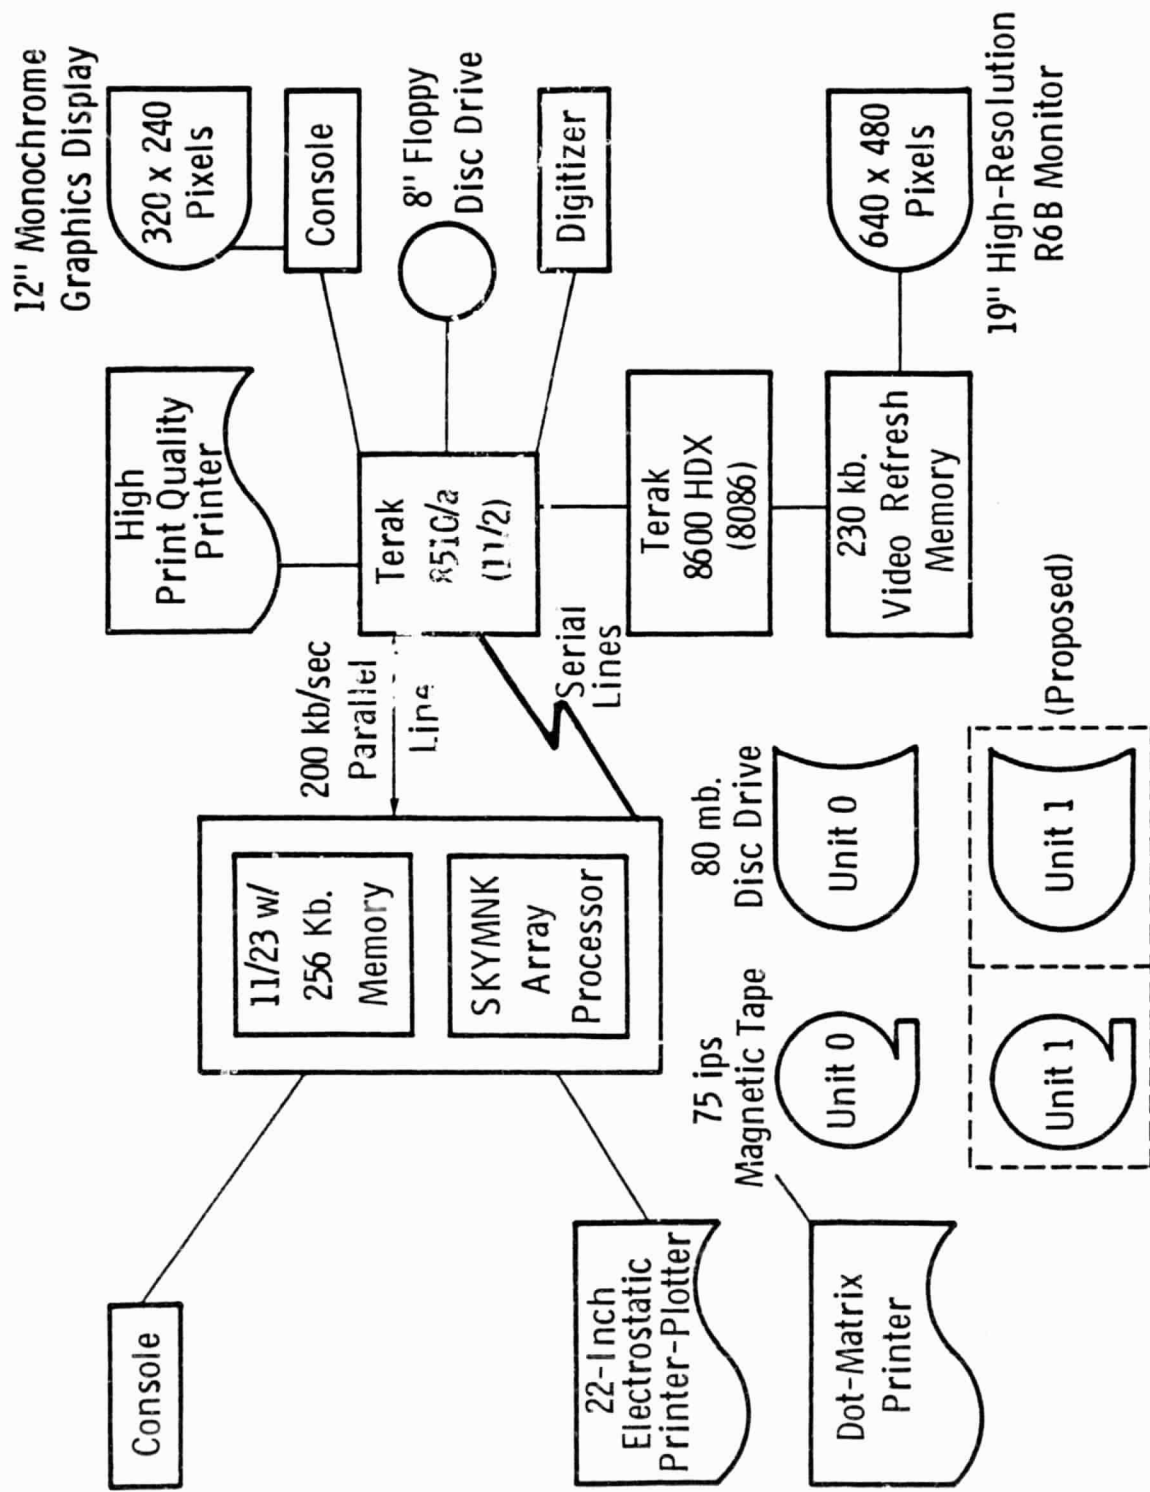 Console
22-Inch
Electrostatic
Printer-Plotter
Dot-Matrix
Printer
11/23 w/
256 Kb.
Memory
SKYMNK
Array
Processor
75 ips
Magnetic Tape
Unit 0
Unit 1
80 mb.
Disc Drive
Unit 0
Unit 1
(Proposed)
200 kb/sec
Parallel
Line
Serial
Lines
High
Print Quality
Printer
Terak
8510/a
(11/2)
Terak
8600 HDX
(8086)
230 kb.
Video Refresh
Memory
12" Monochrome
Graphics Display
320 x 240
Pixels
Console
8" Floppy
Disc Drive
Digitizer
640 x 480
Pixels
19" High-Resolution
R6B Monitor